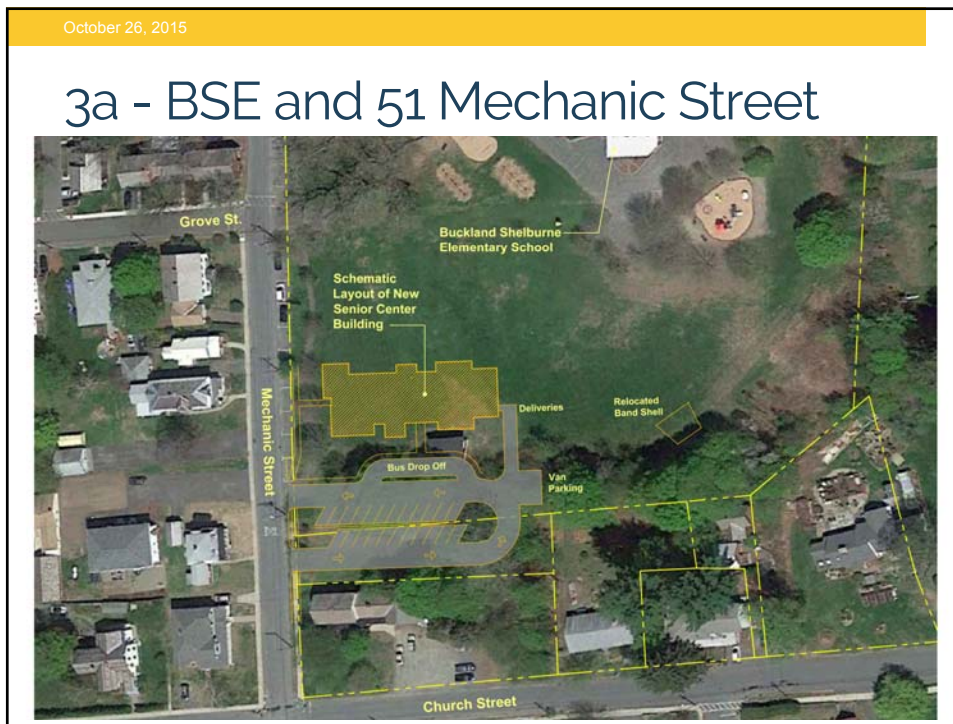 October 26, 2015
3a - BSE and 51 Mechanic Street
Grove St.
Buckland Shelburne
Elementary School
Schematic
Layout of New
Senior Center
Building
Mechanic Street
Deliveries
Relocated
Band Shell
Bus Drop Off
Van
Parking
Church Street